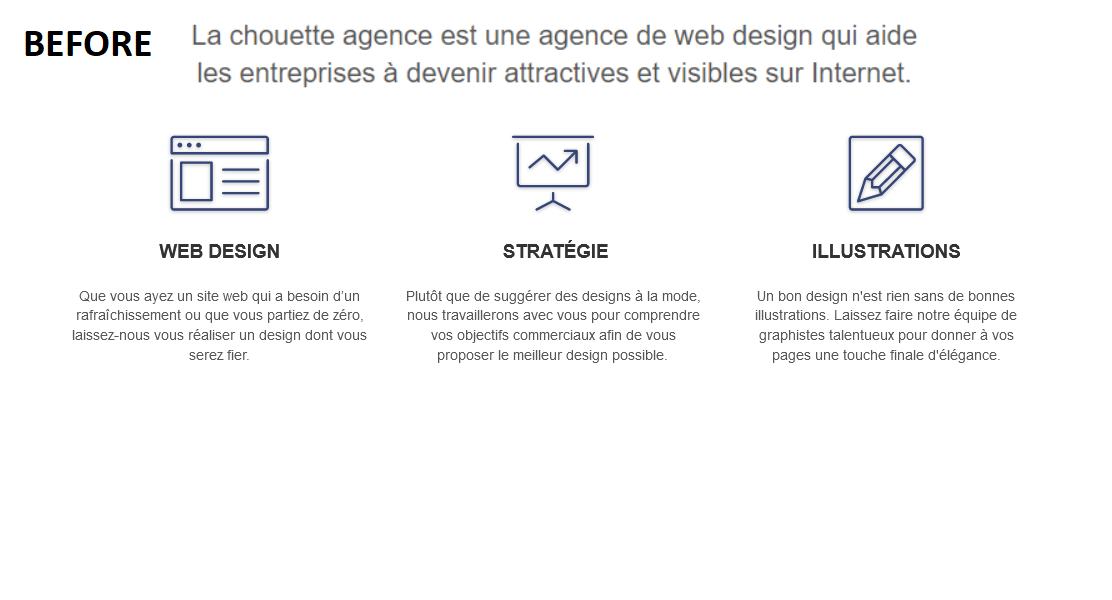 BEFORE
La chouette agence est une agence de web design qui aide
les entreprises à devenir attractives et visibles sur Internet.
WEB DESIGN
Que vous ayez un site web qui a besoin d’un
rafraîchissement ou que vous partiez de zéro,
laissez-nous vous réaliser un design dont vous
serez fier.
STRATÉGIE
Plutôt que de suggérer des designs à la mode,
nous travaillerons avec vous pour comprendre
vos objectifs commerciaux afin de vous
proposer le meilleur design possible.
ILLUSTRATIONS
Un bon design n'est rien sans de bonnes
illustrations. Laissez faire notre équipe de
graphistes talentueux pour donner à vos
pages une touche finale d'élégance.